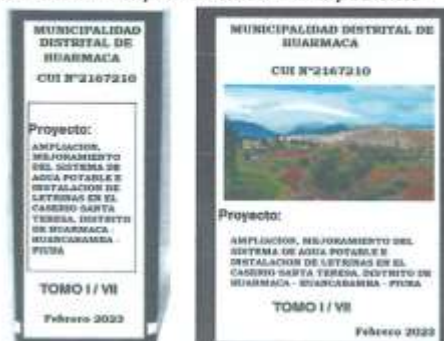 MUNICIPALIDAD
DISTRITAL DE
HUARMACA
CUI N°2167210
Proyecto:
AMPLIACION,
MEJORAMIENTO
DEL SISTEMA DE
AGUA POTABLE E
INSTALACION DE
LETRINAS EN EL
CASERIO SANTA
TERESA, DISTRITO
DE HUARMACA -
HUANCABAMBA -
PIURA
TOMO I / VII
Febrero 2023
MUNICIPALIDAD DISTRITAL DE
HUARMACA
CUI N°2167210
Proyecto:
AMPLIACION, MEJORAMIENTO DEL
SISTEMA DE AGUA POTABLE E
INSTALACION DE LETRINAS EN EL
CASERIO SANTA TERESA, DISTRITO DE
HUARMACA - HUANCABAMBA - PIURA
TOMO I / VII
Febrero 2023